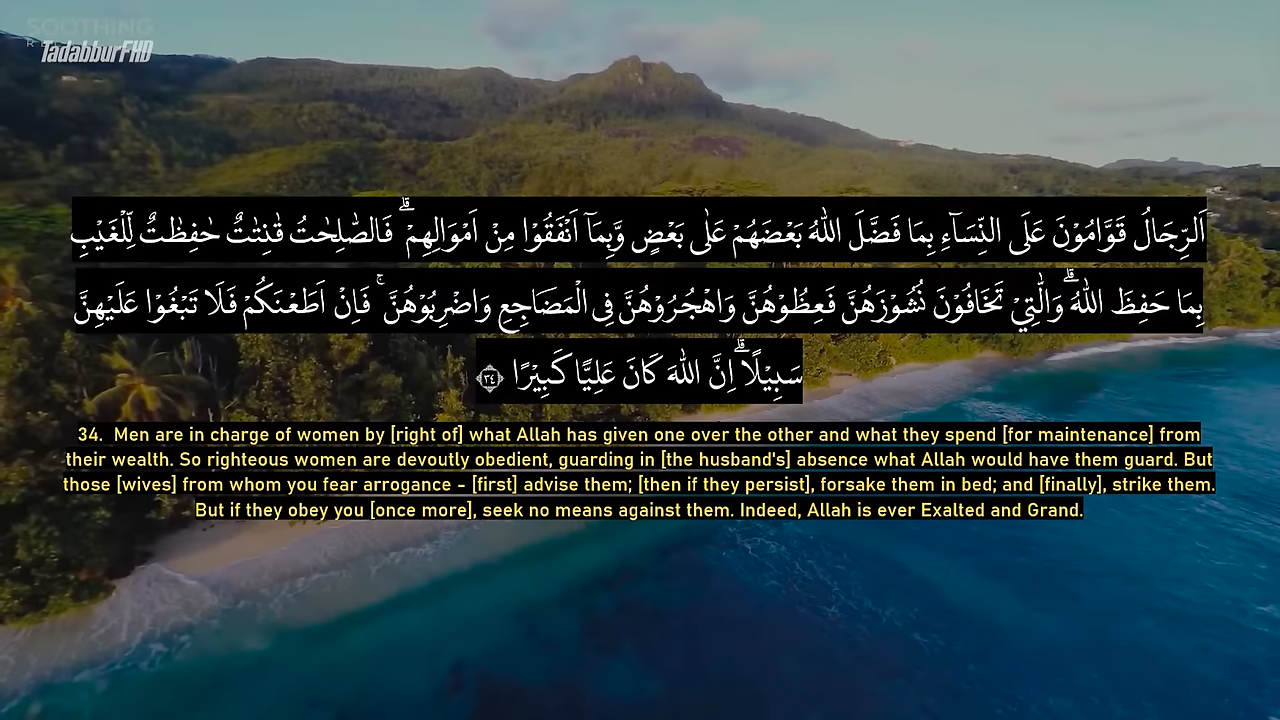 SOOTHING
TadabburFHD
اَلرِّجَالُ قَوَّامُوْنَ عَلَى النِّسَآءِ بِمَا فَضَّلَ اللّٰهُ بَعْضَهُمْ عَلٰى بَعْضٍ وَّبِمَآ اَنْفَقُوْا مِنْ اَمْوَالِهِمْ ۗ فَالصّٰلِحٰتُ قٰنِتٰتٌ حٰفِظٰتٌ لِّلْغَيْبِ
بِمَا حَفِظَ اللّٰهُ ۗوَالّٰتِيْ تَخَافُوْنَ نُشُوْزَهُنَّ فَعِظُوْهُنَّ وَاهْجُرُوْهُنَّ فِى الْمَضَاجِعِ وَاضْرِبُوْهُنَّ ۚ فَاِنْ اَطَعْنَكُمْ فَلَا تَبْغُوْا عَلَيْهِنَّ
سَبِيْلًا ۗاِنَّ اللّٰهَ كَانَ عَلِيًّا كَبِيْرًا ٣٤
34. Men are in charge of women by [right of] what Allah has given one over the other and what they spend [for maintenance] from
their wealth. So righteous women are devoutly obedient, guarding in [the husband's] absence what Allah would have them guard. But
those [wives] from whom you fear arrogance - [first] advise them; [then if they persist], forsake them in bed; and [finally], strike them.
But if they obey you [once more], seek no means against them. Indeed, Allah is ever Exalted and Grand.